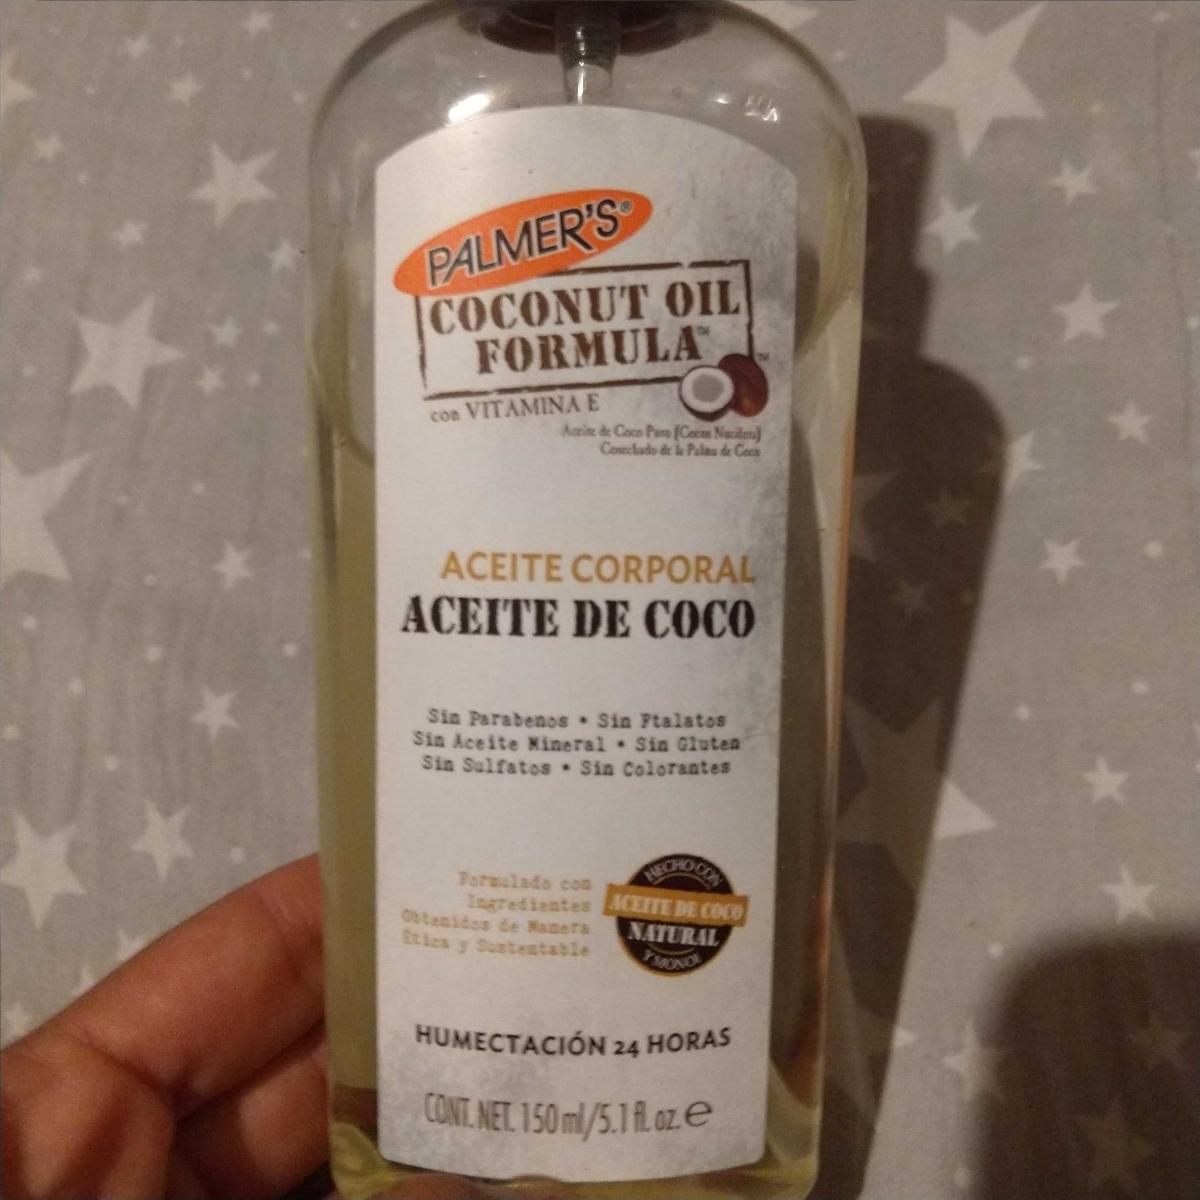 PALMER'S®
COCONUT OIL
FORMULA™
con VITAMINA E
Aceite de Coco Puro (Cocos Nucifera)
Cosechado de la Palma de Coco
ACEITE CORPORAL
ACEITE DE COCO
Sin Parabenos • Sin Ftalatos
Sin Aceite Mineral • Sin Gluten
Sin Sulfatos • Sin Colorantes
Formulado con
Ingredientes
Obtenidos de Manera
Ética y Sustentable
HECHO CON
ACEITE DE COCO
NATURAL
Y MONOI
HUMECTACIÓN 24 HORAS
CONT. NET. 150 ml/5.1 fl. oz. ℮